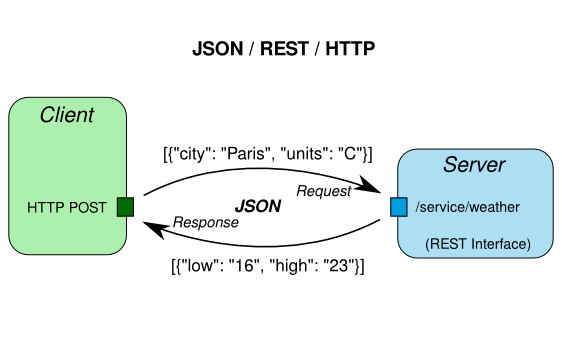 JSON / REST / HTTP
Client
[{"city": "Paris", "units": "C"}]
Server
Request
HTTP POST
JSON
/service/weather
Response
(REST Interface)
[{"low": "16", "high": "23"}]